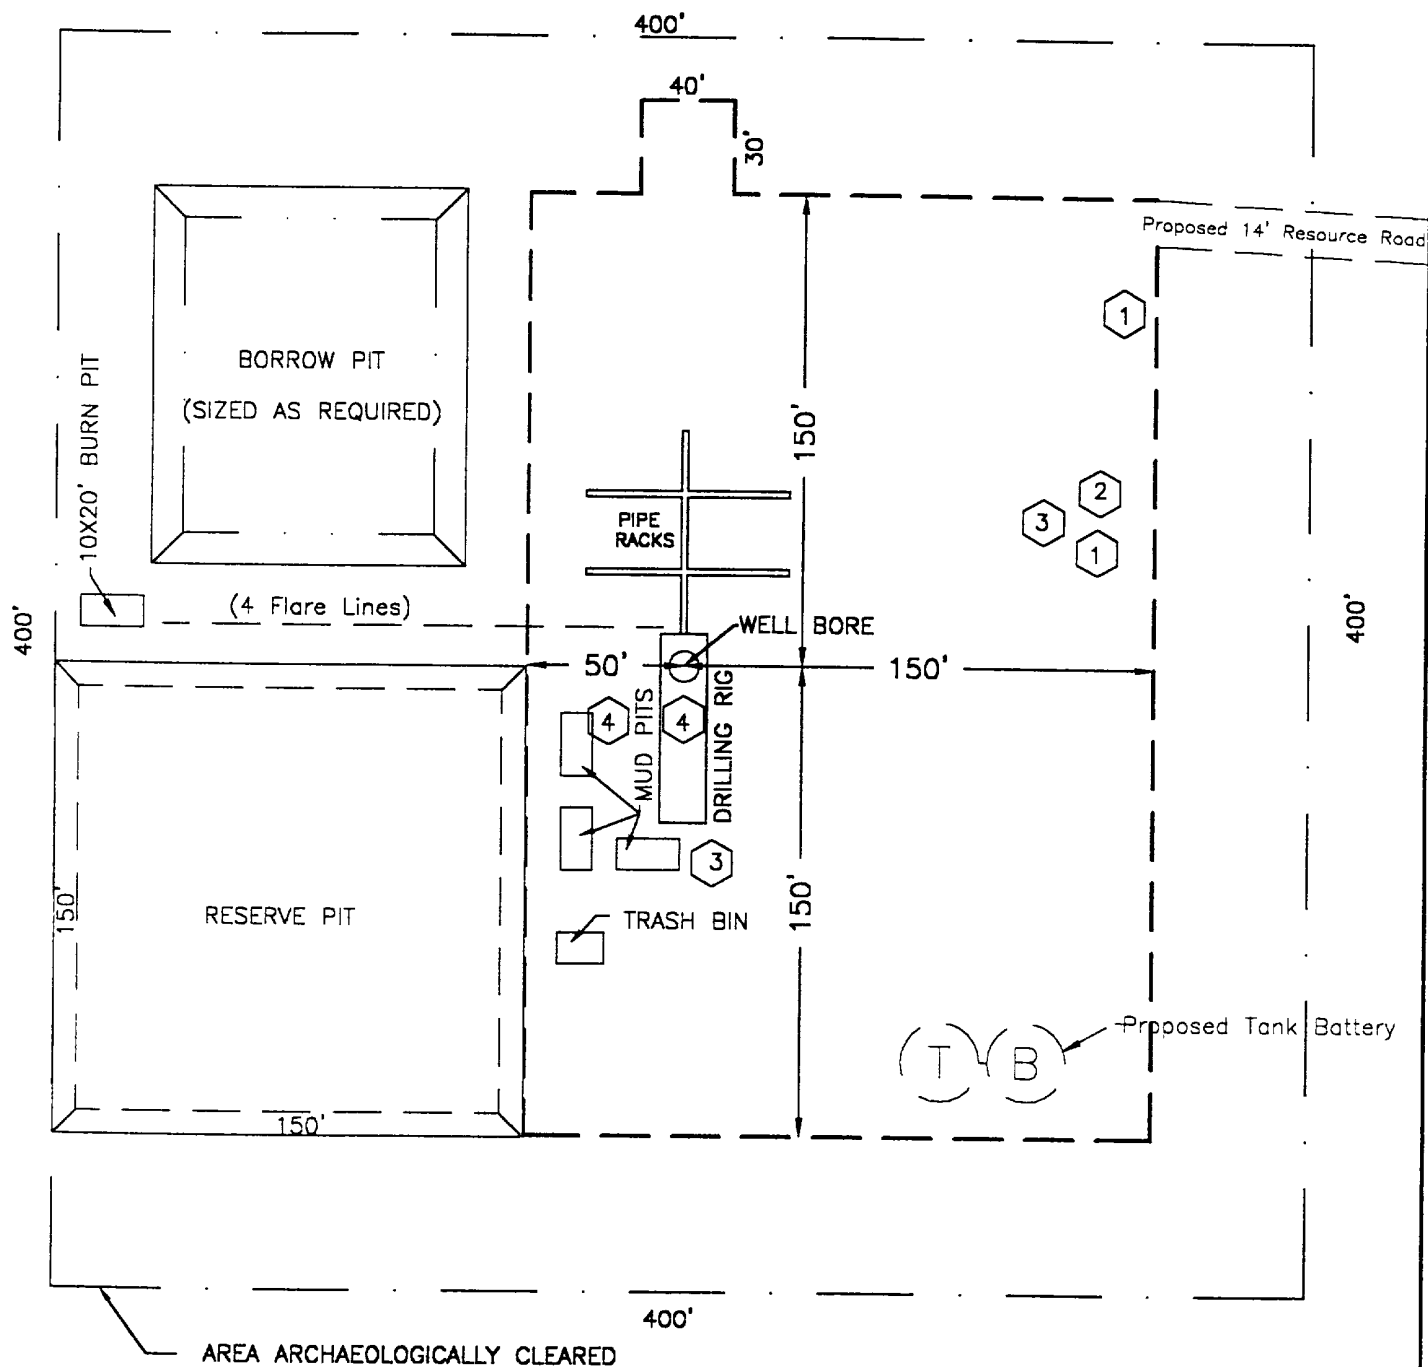 400'
40'
30'
Proposed 14' Resource Road
1
BORROW PIT
(SIZED AS REQUIRED)
10X20' BURN PIT
150'
2
3
1
PIPE
RACKS
(4 Flare Lines)
400'
400'
WELL BORE
50'
150'
4
MUD PITS
4
DRILLING RIG
3
150'
RESERVE PIT
150'
TRASH BIN
T
B
Proposed Tank Battery
150'
400'
AREA ARCHAEOLOGICALLY CLEARED